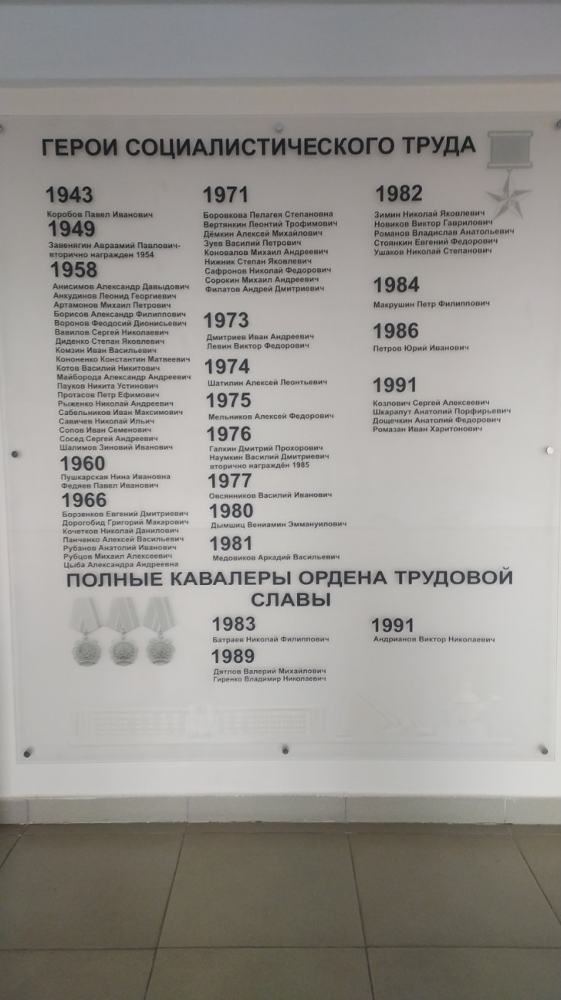 ГЕРОИ СОЦИАЛИСТИЧЕСКОГО ТРУДА
1943
Коробов Павел Иванович
1949
Завенягин Авраамий Павлович-
вторично награжден 1954
1958
Анисимов Александр Давыдович
Анкудинов Леонид Георгиевич
Артамонов Михаил Петрович
Борисов Александр Филиппович
Воронов Феодосий Дионисьевич
Вавилов Сергей Николаевич
Диденко Степан Яковлевич
Комзин Иван Васильевич
Кононенко Константин Матвеевич
Котов Василий Никитович
Майборода Александр Андреевич
Пауков Никита Устинович
Протасов Петр Ефимович
Рыженко Николай Андреевич
Сабельников Иван Максимович
Савичев Николай Ильич
Сопов Иван Семенович
Сосед Сергей Андреевич
Шалимов Зиновий Иванович
1960
Пушкарская Нина Ивановна
Федяев Павел Иванович
1966
Борзенков Евгений Дмитриевич
Дорогобид Григорий Макарович
Кочетков Николай Данилович
Панченко Алексей Васильевич
Рубанов Анатолий Иванович
Рубцов Михаил Алексеевич
Цыба Александра Андреевна
1971
Боровкова Пелагея Степановна
Вертянкин Леонтий Трофимович
Дёмкин Алексей Михайлович
Зуев Василий Петрович
Коновалов Михаил Андреевич
Нижник Степан Яковлевич
Сафронов Николай Федорович
Сорокин Михаил Андреевич
Филатов Андрей Дмитриевич
1973
Дмитриев Иван Андреевич
Левин Виктор Федорович
1974
Шатилин Алексей Леонтьевич
1975
Мельников Алексей Федорович
1976
Галкин Дмитрий Прохорович
Наумкин Василий Дмитриевич
вторично награждён 1985
1977
Овсянников Василий Иванович
1980
Дымшиц Вениамин Эммануилович
1981
Медовиков Аркадий Васильевич
1982
Зимин Николай Яковлевич
Новиков Виктор Гаврилович
Романов Владислав Анатольевич
Стоянкин Евгений Федорович
Ушаков Николай Степанович
1984
Макрушин Петр Филиппович
1986
Петров Юрий Иванович
1991
Козлович Сергей Алексеевич
Шкарапут Анатолий Порфирьевич
Дощечкин Анатолий Федорович
Ромазан Иван Харитонович
ПОЛНЫЕ КАВАЛЕРЫ ОРДЕНА ТРУДОВОЙ
СЛАВЫ
1983
Батраев Николай Филиппович
1989
Дятлов Валерий Михайлович
Гиренко Владимир Николаевич
1991
Андрианов Виктор Николаевич